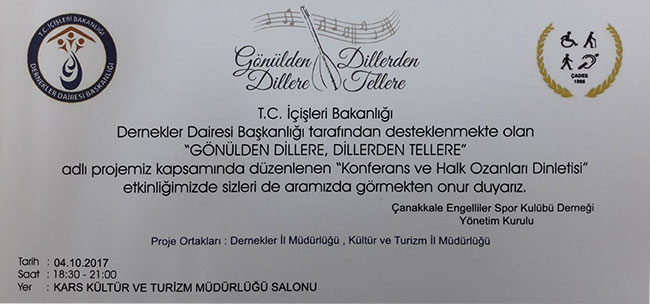 T.C. İÇİŞLERİ BAKANLIĞI
DERNEKLER DAİRESİ BAŞKANLIĞI
Gönülden Dillerden
Dillere Tellere
ÇADES
1998
T.C. İçişleri Bakanlığı
Dernekler Dairesi Başkanlığı tarafından desteklenmekte olan
"GÖNÜLDEN DİLLERE, DİLLERDEN TELLERE"
adlı projemiz kapsamında düzenlenen "Konferans ve Halk Ozanları Dinletisi"
etkinliğimizde sizleri de aramızda görmekten onur duyarız.
Çanakkale Engelliler Spor Kulübü Derneği
Yönetim Kurulu
Proje Ortakları : Dernekler İl Müdürlüğü , Kültür ve Turizm İl Müdürlüğü
Tarih : 04.10.2017
Saat : 18:30 - 21:00
Yer : KARS KÜLTÜR VE TURİZM MÜDÜRLÜĞÜ SALONU